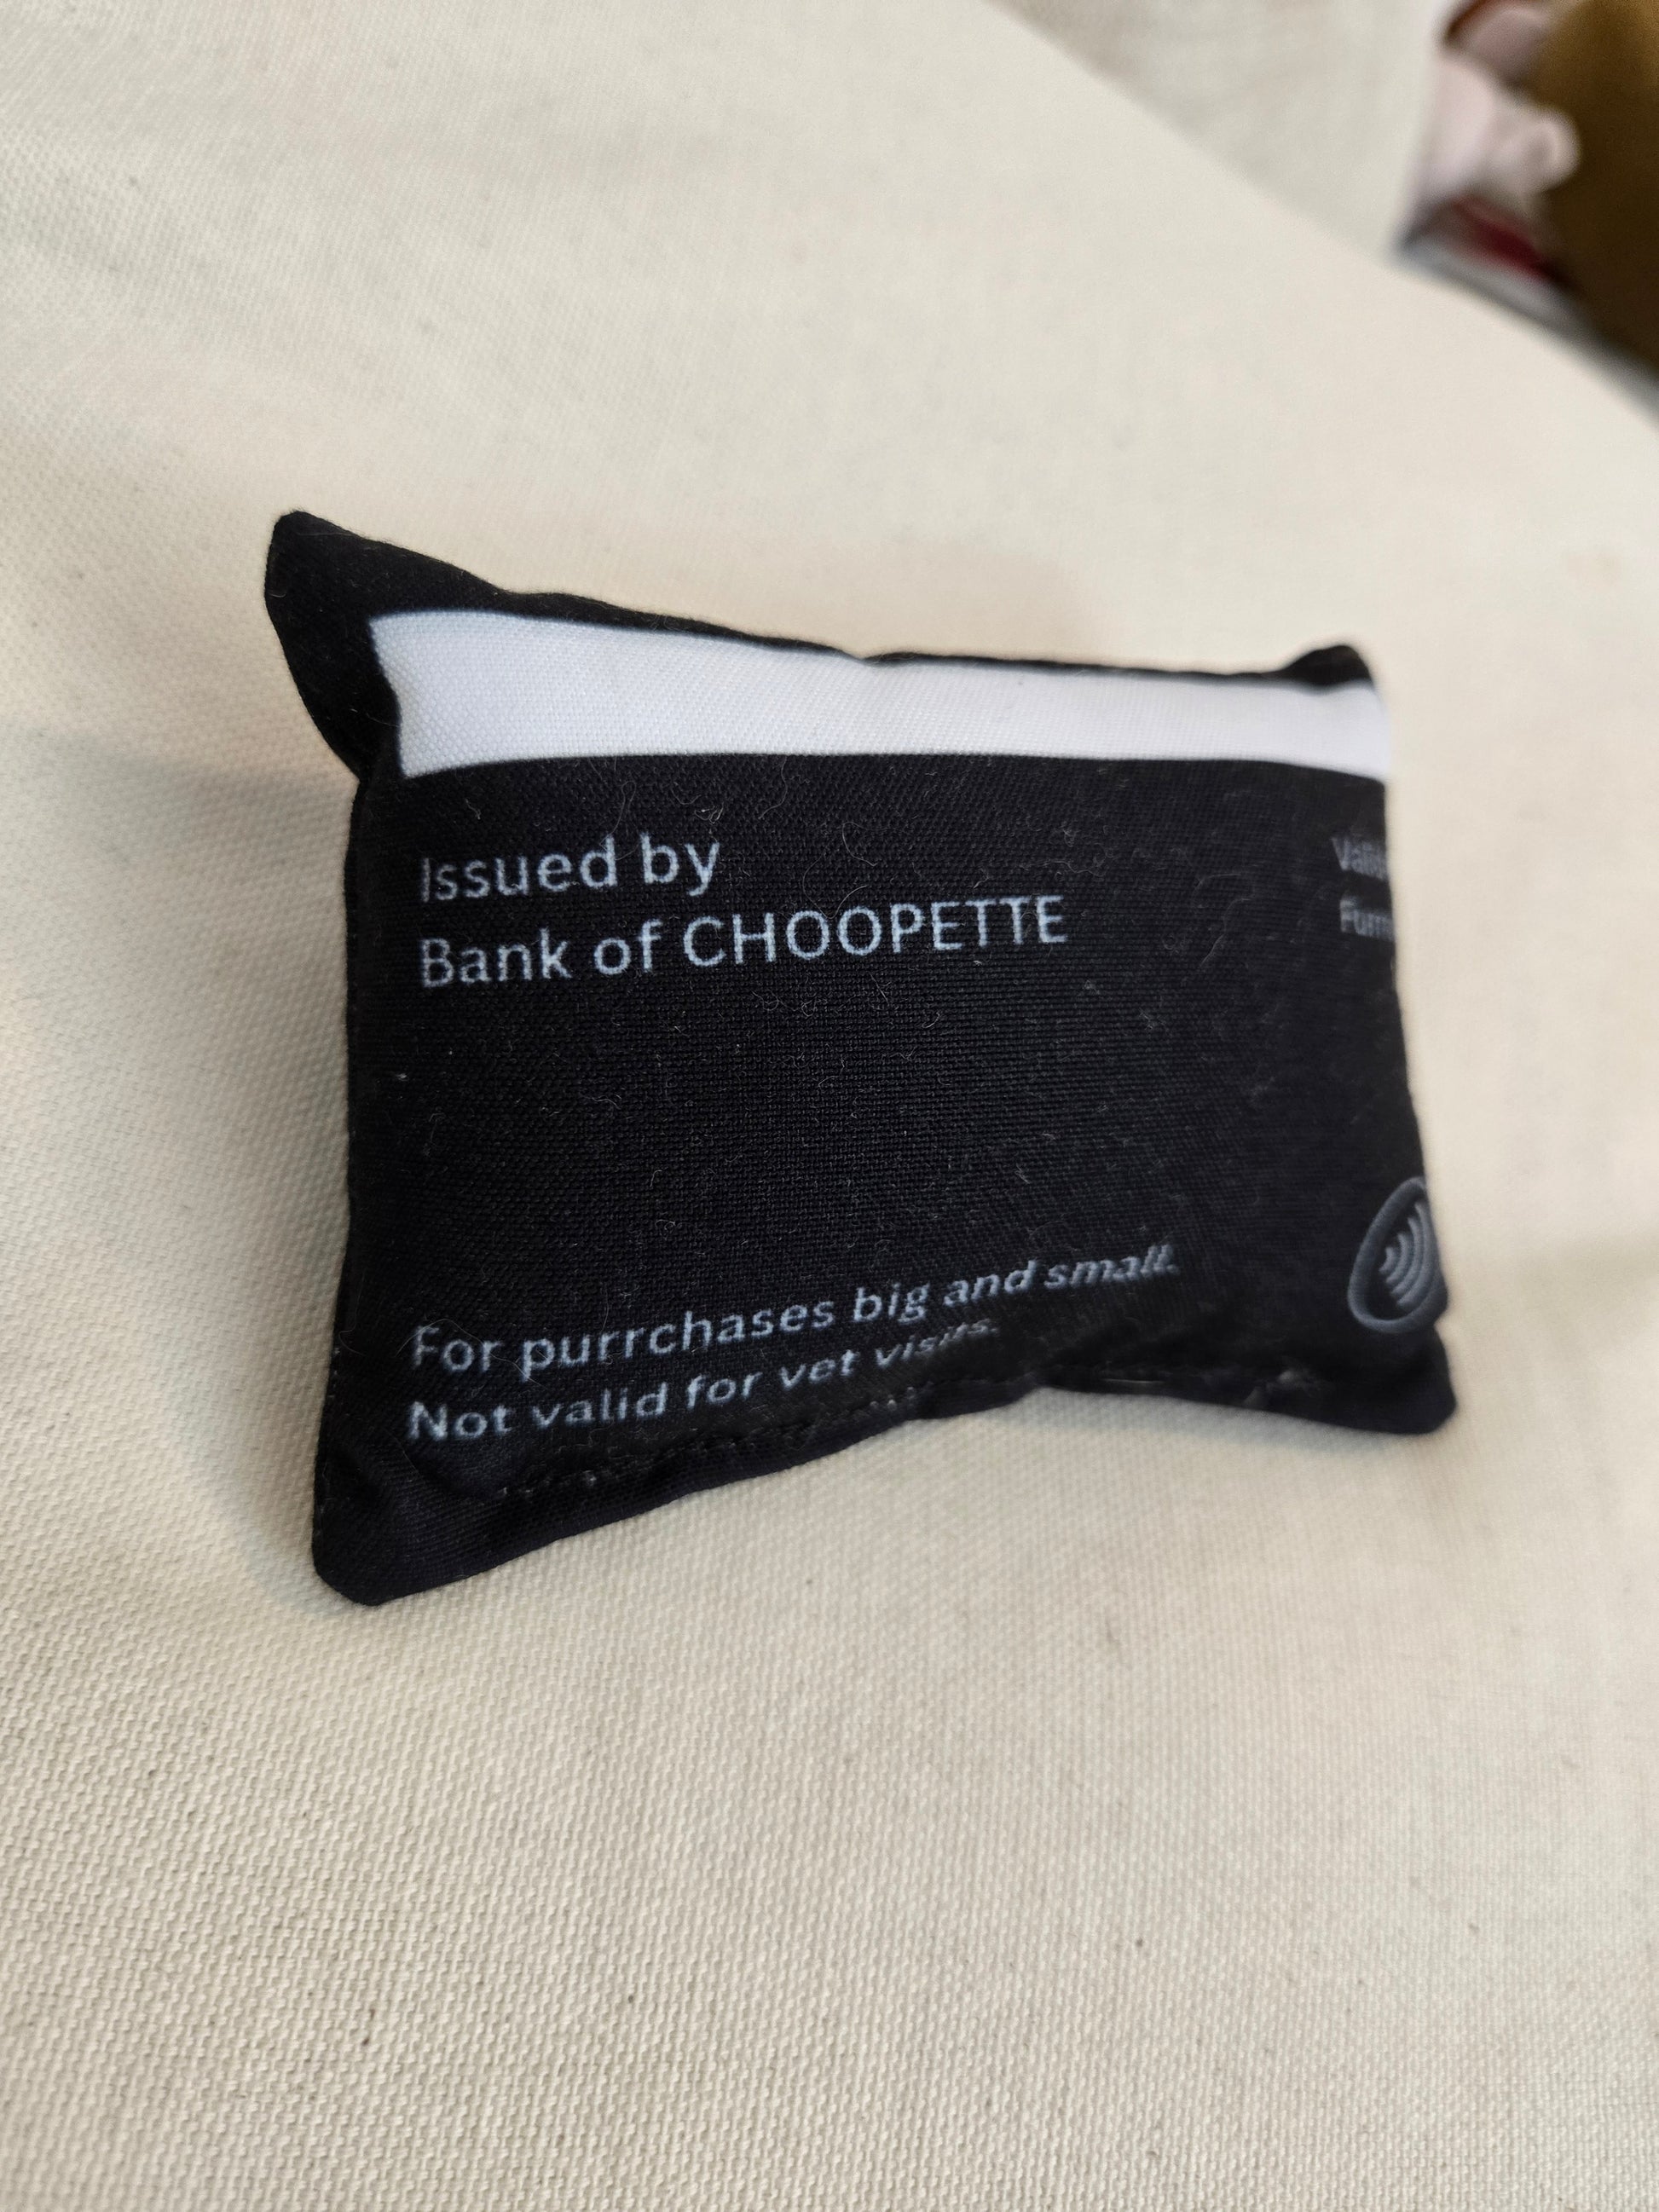 Issued by
Bank of CHOOPETTE
For purrchases big and small.
Not valid for vet visits.